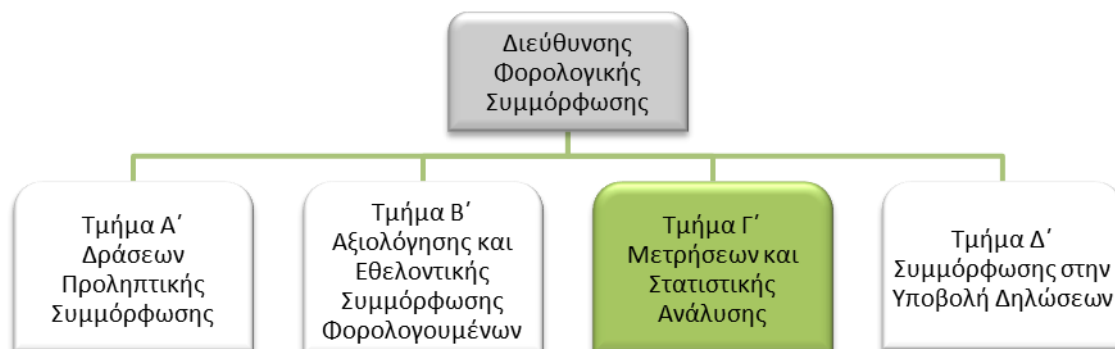 Διεύθυνσης
Φορολογικής
Συμμόρφωσης
Τμήμα Α΄
Δράσεων
Προληπτικής
Συμμόρφωσης
Τμήμα Β΄
Αξιολόγησης και
Εθελοντικής
Συμμόρφωσης
Φορολογουμένων
Τμήμα Γ΄
Μετρήσεων και
Στατιστικής
Ανάλυσης
Τμήμα Δ΄
Συμμόρφωσης στην
Υποβολή Δηλώσεων